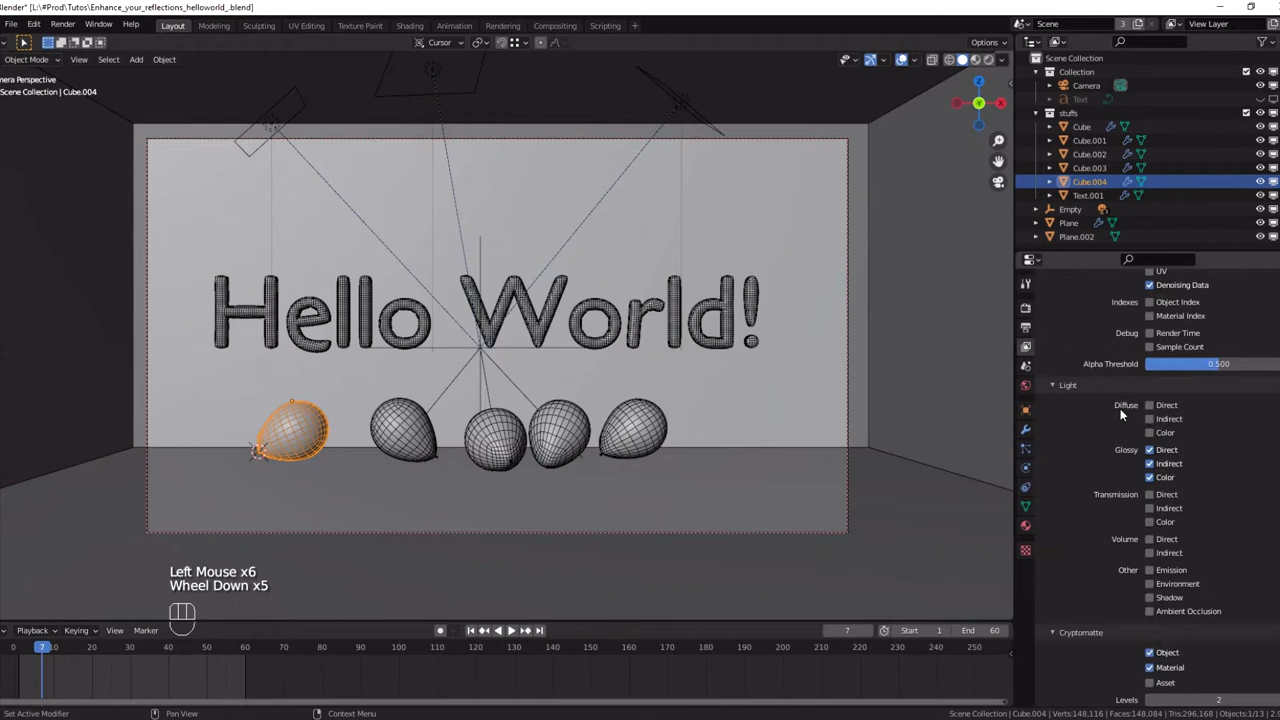 Blender* [L:\#Prod\Tutos\Enhance_your_reflections_helloworld_.blend]
File Edit Render Window Help Layout Modeling Sculpting UV Editing Texture Paint Shading Animation Rendering Compositing Scripting + Scene 3 View Layer
Cursor Options
Object Mode View Select Add Object
Camera Perspective
Scene Collection | Cube.004
Scene Collection
Collection
Camera
Text
stuffs
Cube
Cube.001
Cube.002
Cube.003
Cube.004
Text.001
Empty
Plane
Plane.002
Z
Y
X
Hello World!
UV
Denoising Data
Indexes Object Index
Material Index
Debug Render Time
Sample Count
Alpha Threshold 0.500
Light
Diffuse Direct
Indirect
Color
Glossy Direct
Indirect
Color
Transmission Direct
Indirect
Color
Volume Direct
Indirect
Other Emission
Environment
Shadow
Ambient Occlusion
Cryptomatte
Object
Material
Asset
Levels 2
Left Mouse x6
Wheel Down x5
Playback Keying View Marker 7 Start 1 End 60
0 7 10 20 30 40 50 60 70 80 90 100 110 120 130 140 150 160 170 180 190 200 210 220 230 240 250
Set Active Modifier Pan View Context Menu Scene Collection | Cube.004 Verts:148,116 | Faces:148,084 | Tris:296,168 | Objects:1/13